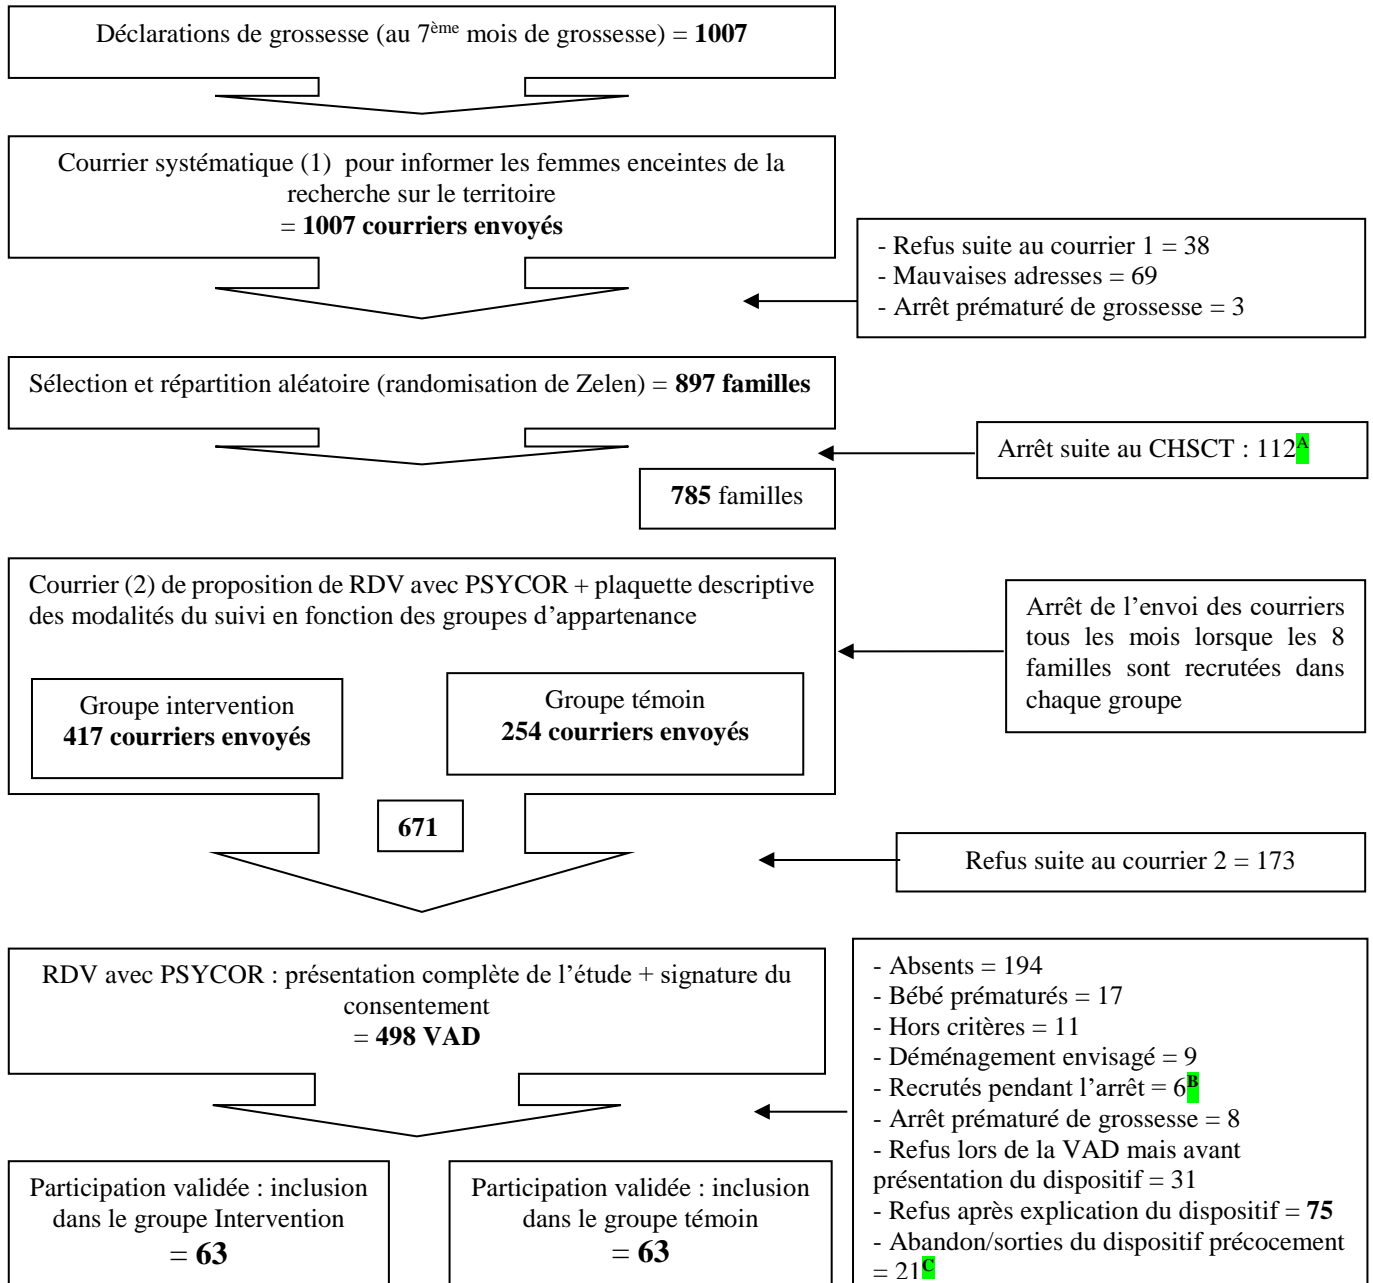 Déclarations de grossesse (au 7ème mois de grossesse) = 1007
Courrier systématique (1) pour informer les femmes enceintes de la
recherche sur le territoire
= 1007 courriers envoyés
- Refus suite au courrier 1 = 38
- Mauvaises adresses = 69
- Arrêt prématuré de grossesse = 3
Sélection et répartition aléatoire (randomisation de Zelen) = 897 familles
Arrêt suite au CHSCT : 112A
785 familles
Courrier (2) de proposition de RDV avec PSYCOR + plaquette descriptive
des modalités du suivi en fonction des groupes d’appartenance
Groupe intervention
417 courriers envoyés
Groupe témoin
254 courriers envoyés
Arrêt de l’envoi des courriers
tous les mois lorsque les 8
familles sont recrutées dans
chaque groupe
671
Refus suite au courrier 2 = 173
RDV avec PSYCOR : présentation complète de l’étude + signature du
consentement
= 498 VAD
- Absents = 194
- Bébé prématurés = 17
- Hors critères = 11
- Déménagement envisagé = 9
- Recrutés pendant l’arrêt = 6B
- Arrêt prématuré de grossesse = 8
- Refus lors de la VAD mais avant
présentation du dispositif = 31
- Refus après explication du dispositif = 75
- Abandon/sorties du dispositif précocement
= 21C
Participation validée : inclusion
dans le groupe Intervention
= 63
Participation validée : inclusion
dans le groupe témoin
= 63